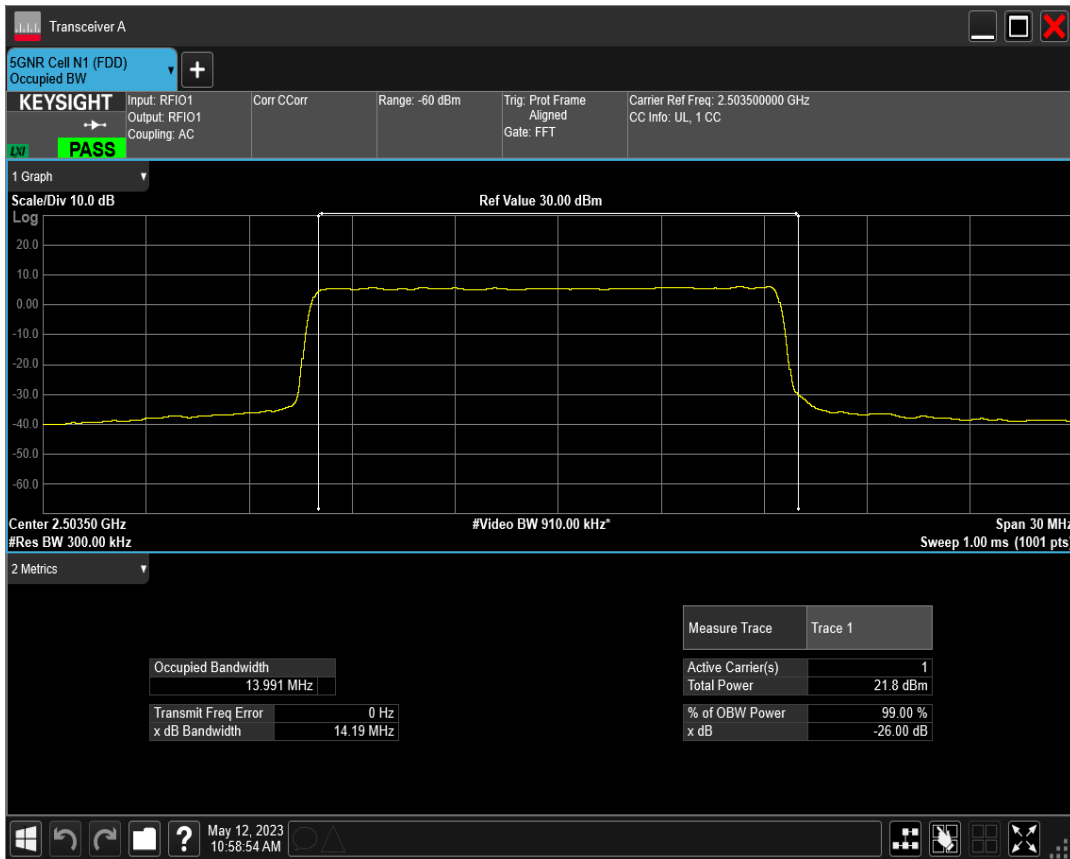 Transceiver A
5GNR Cell N1 (FDD)
Occupied BW
+
KEYSIGHT
LXI
PASS
Input: RFIO1
Output: RFIO1
Coupling: AC
Corr CCorr
Range: -60 dBm
Trig: Prot Frame
Aligned
Gate: FFT
Carrier Ref Freq: 2.503500000 GHz
CC Info: UL, 1 CC
1 Graph
Scale/Div 10.0 dB
Ref Value 30.00 dBm
Log
20.0
10.0
0.00
-10.0
-20.0
-30.0
-40.0
-50.0
-60.0
Center 2.50350 GHz
#Video BW 910.00 kHz*
Span 30 MHz
#Res BW 300.00 kHz
Sweep 1.00 ms (1001 pts)
2 Metrics
Measure Trace Trace 1
Occupied Bandwidth
13.991 MHz
Active Carrier(s) 1
Total Power 21.8 dBm
Transmit Freq Error 0 Hz
x dB Bandwidth 14.19 MHz
% of OBW Power 99.00 %
x dB -26.00 dB
?
May 12, 2023
10:58:54 AM